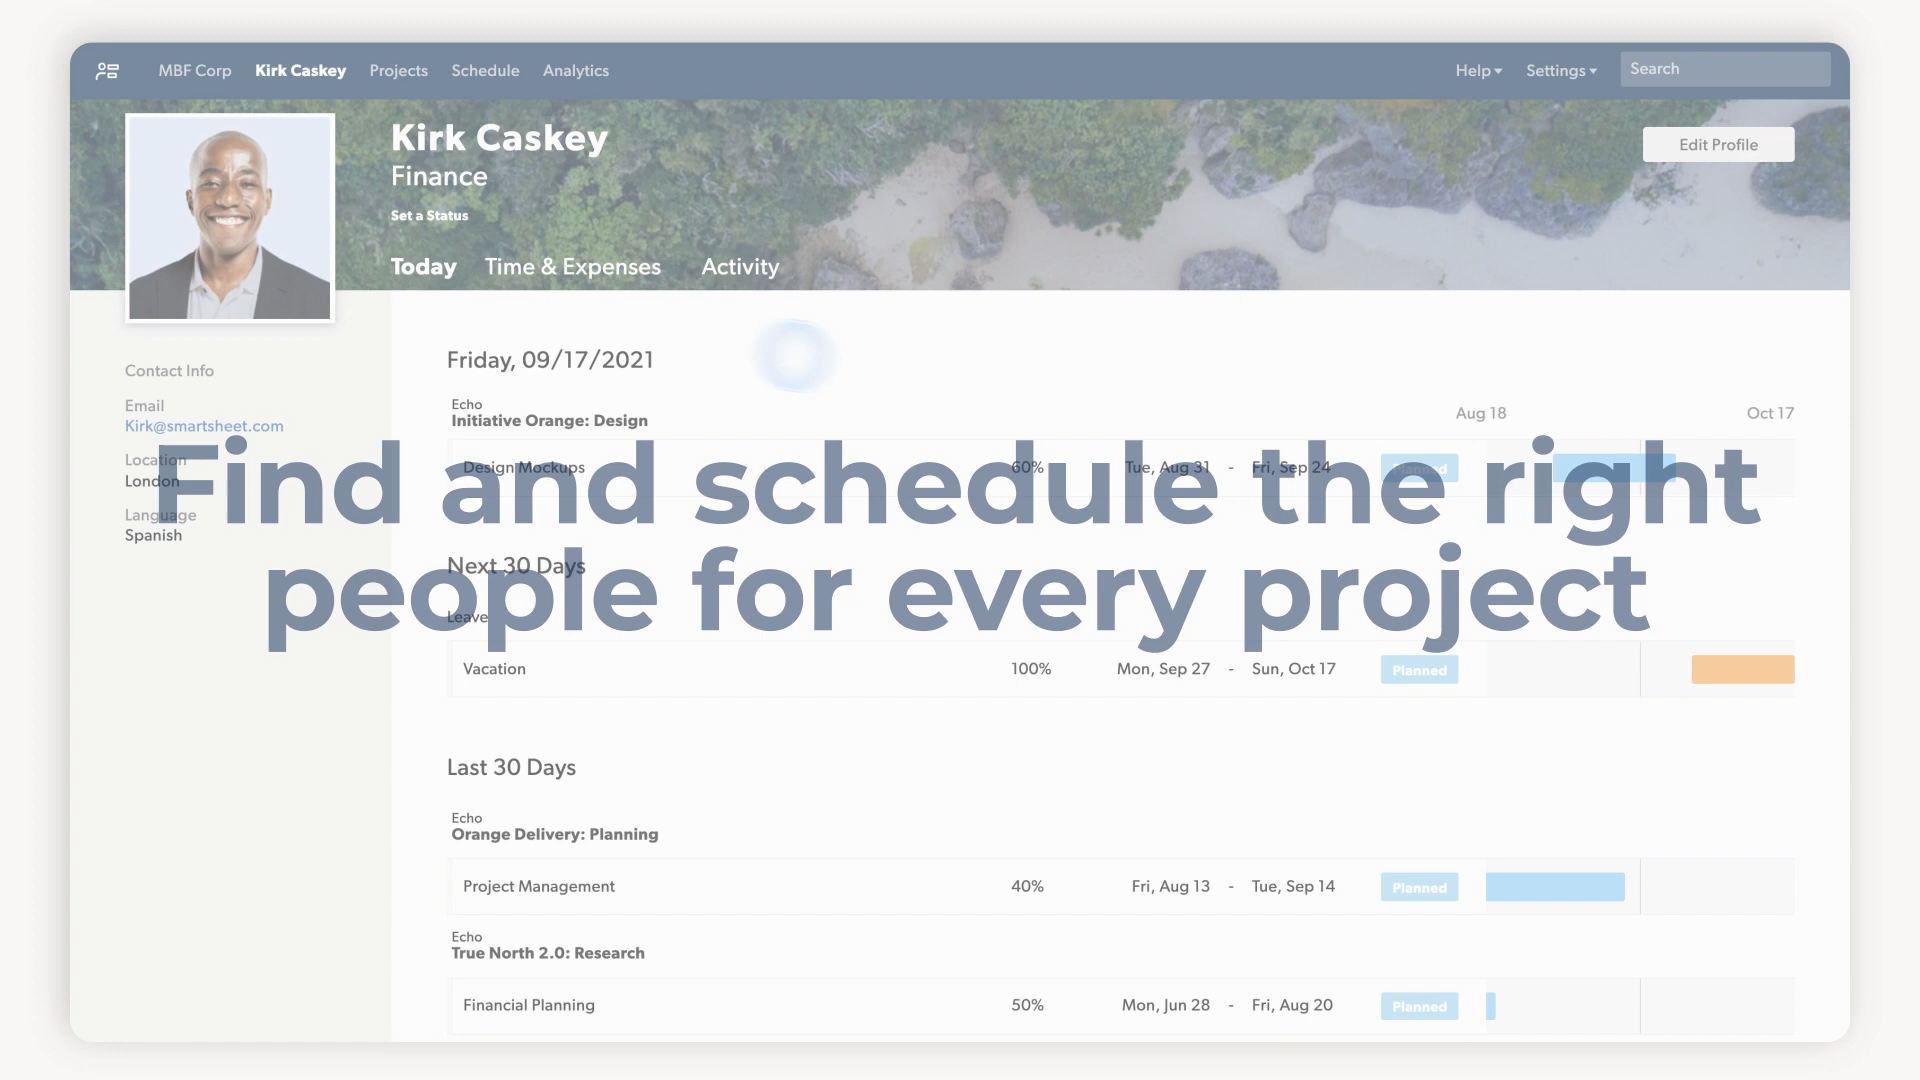 MBF Corp Kirk Caskey Projects Schedule Analytics Help Settings Search
Kirk Caskey
Finance
Set a Status
Edit Profile
Today Time & Expenses Activity
Contact Info
Email
Kirk@smartsheet.com
Location
London
Language
Spanish
Friday, 09/17/2021
Echo
Initiative Orange: Design
Aug 18 Oct 17
Design Mockups 60% Tue, Aug 31 - Fri, Sep 24 Planned
Find and schedule the right
people for every project
Next 30 Days
Leave
Vacation 100% Mon, Sep 27 - Sun, Oct 17 Planned
Last 30 Days
Echo
Orange Delivery: Planning
Project Management 40% Fri, Aug 13 - Tue, Sep 14 Planned
Echo
True North 2.0: Research
Financial Planning 50% Mon, Jun 28 - Fri, Aug 20 Planned